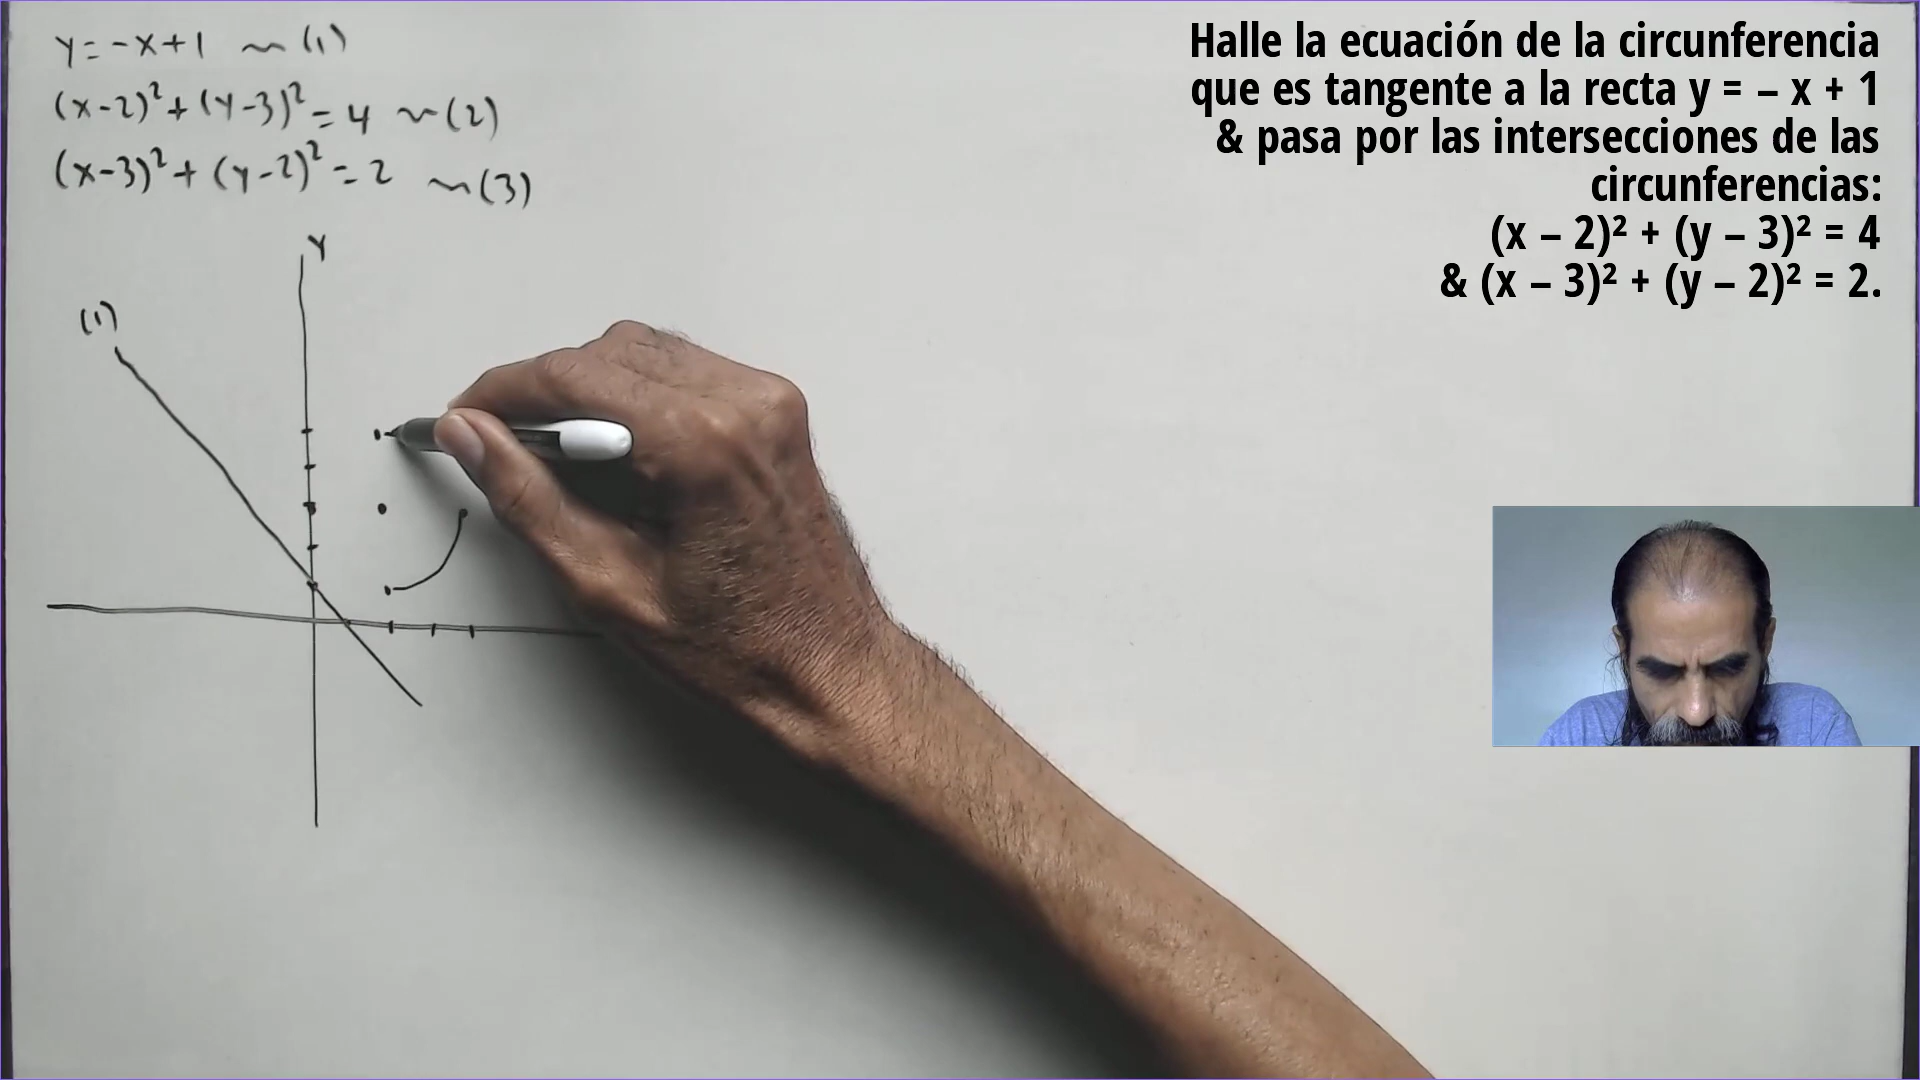 y = -x + 1 ~ (1)
(x-2)² + (y-3)² = 4 ~ (2)
(x-3)² + (y-2)² = 2 ~ (3)
y
(1)
Halle la ecuación de la circunferencia
que es tangente a la recta y = – x + 1
& pasa por las intersecciones de las
circunferencias:
(x – 2)² + (y – 3)² = 4
& (x – 3)² + (y – 2)² = 2.